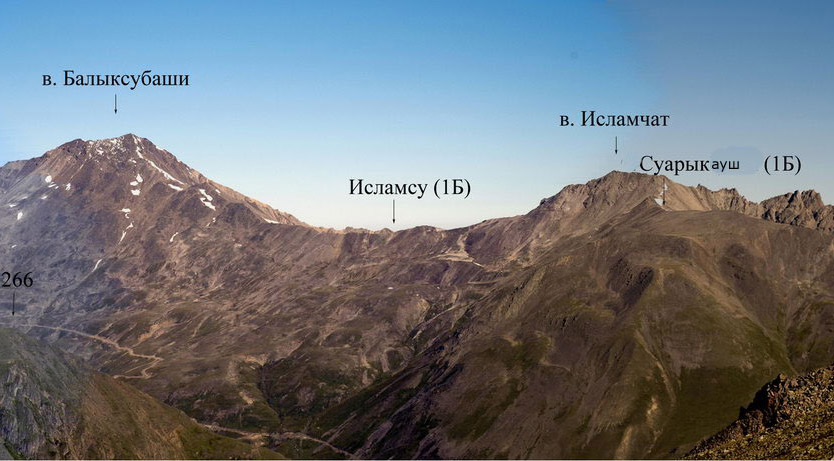 в. Балыксубаши
в. Исламчат
Суарыкауш (1Б)
Исламсу (1Б)
266